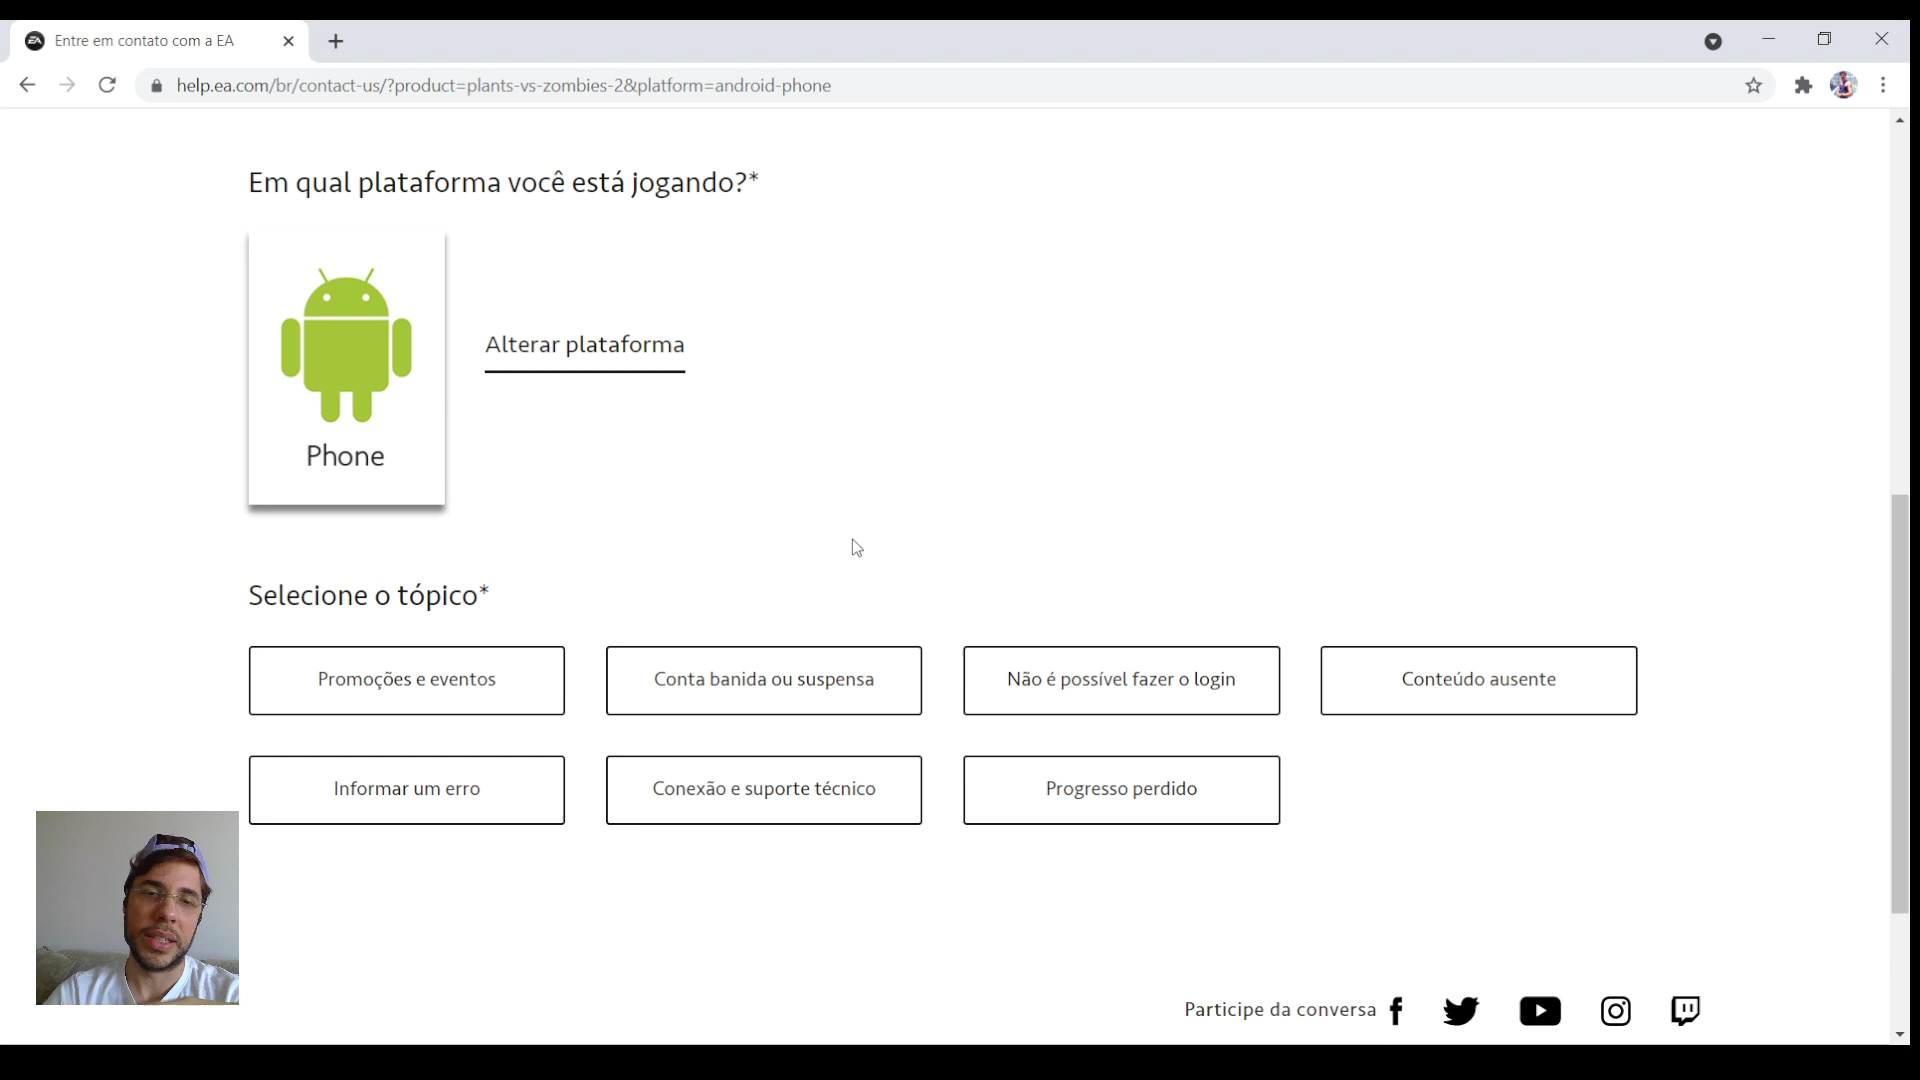 Entre em contato com a EA
help.ea.com/br/contact-us/?product=plants-vs-zombies-2&platform=android-phone
Em qual plataforma você está jogando?*
Alterar plataforma
Phone
Selecione o tópico*
Promoções e eventos
Conta banida ou suspensa
Não é possível fazer o login
Conteúdo ausente
Informar um erro
Conexão e suporte técnico
Progresso perdido
Participe da conversa